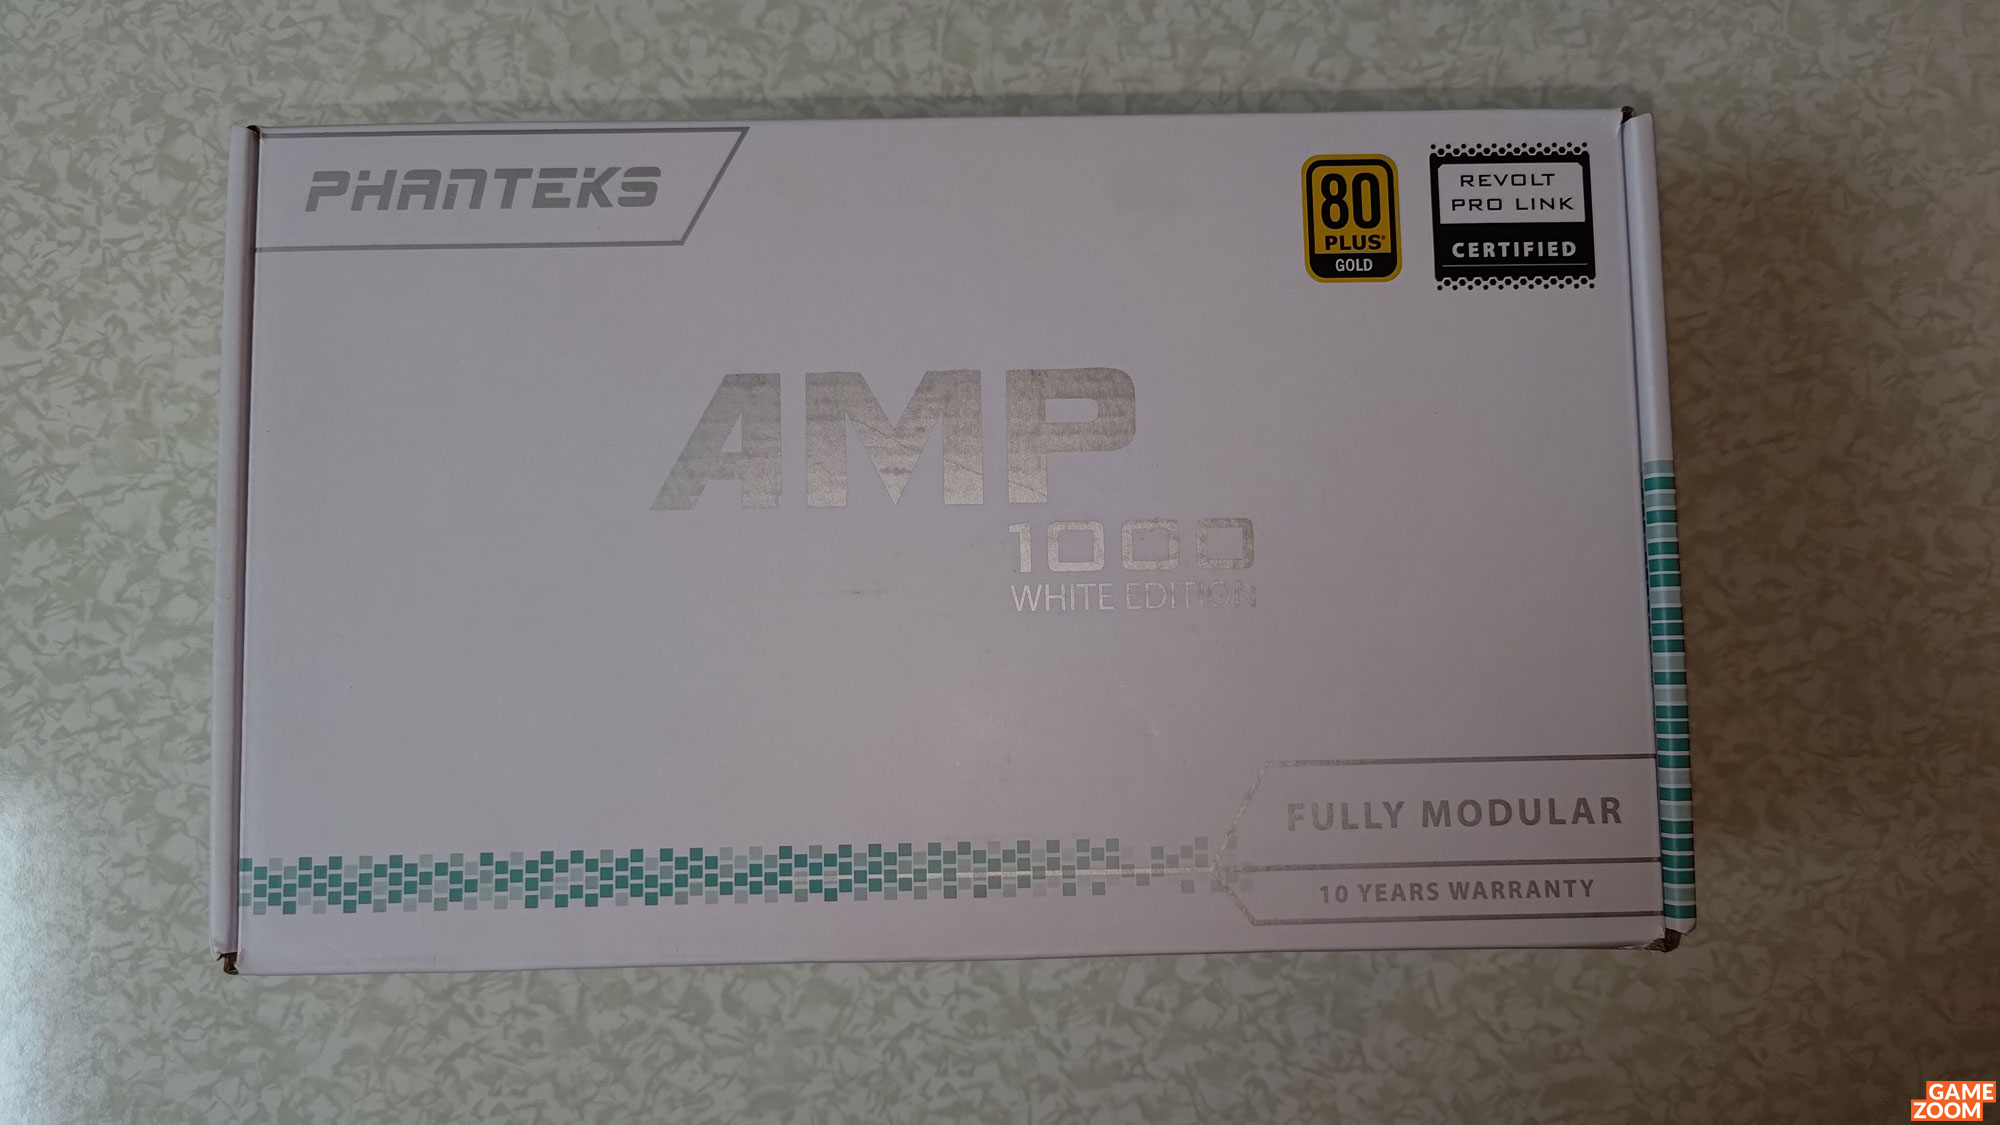 PHANTEKS
80
PLUS
GOLD
REVOLT
PRO LINK
CERTIFIED
AMP
1000
WHITE EDITION
FULLY MODULAR
10 YEARS WARRANTY
GAME
ZOOM